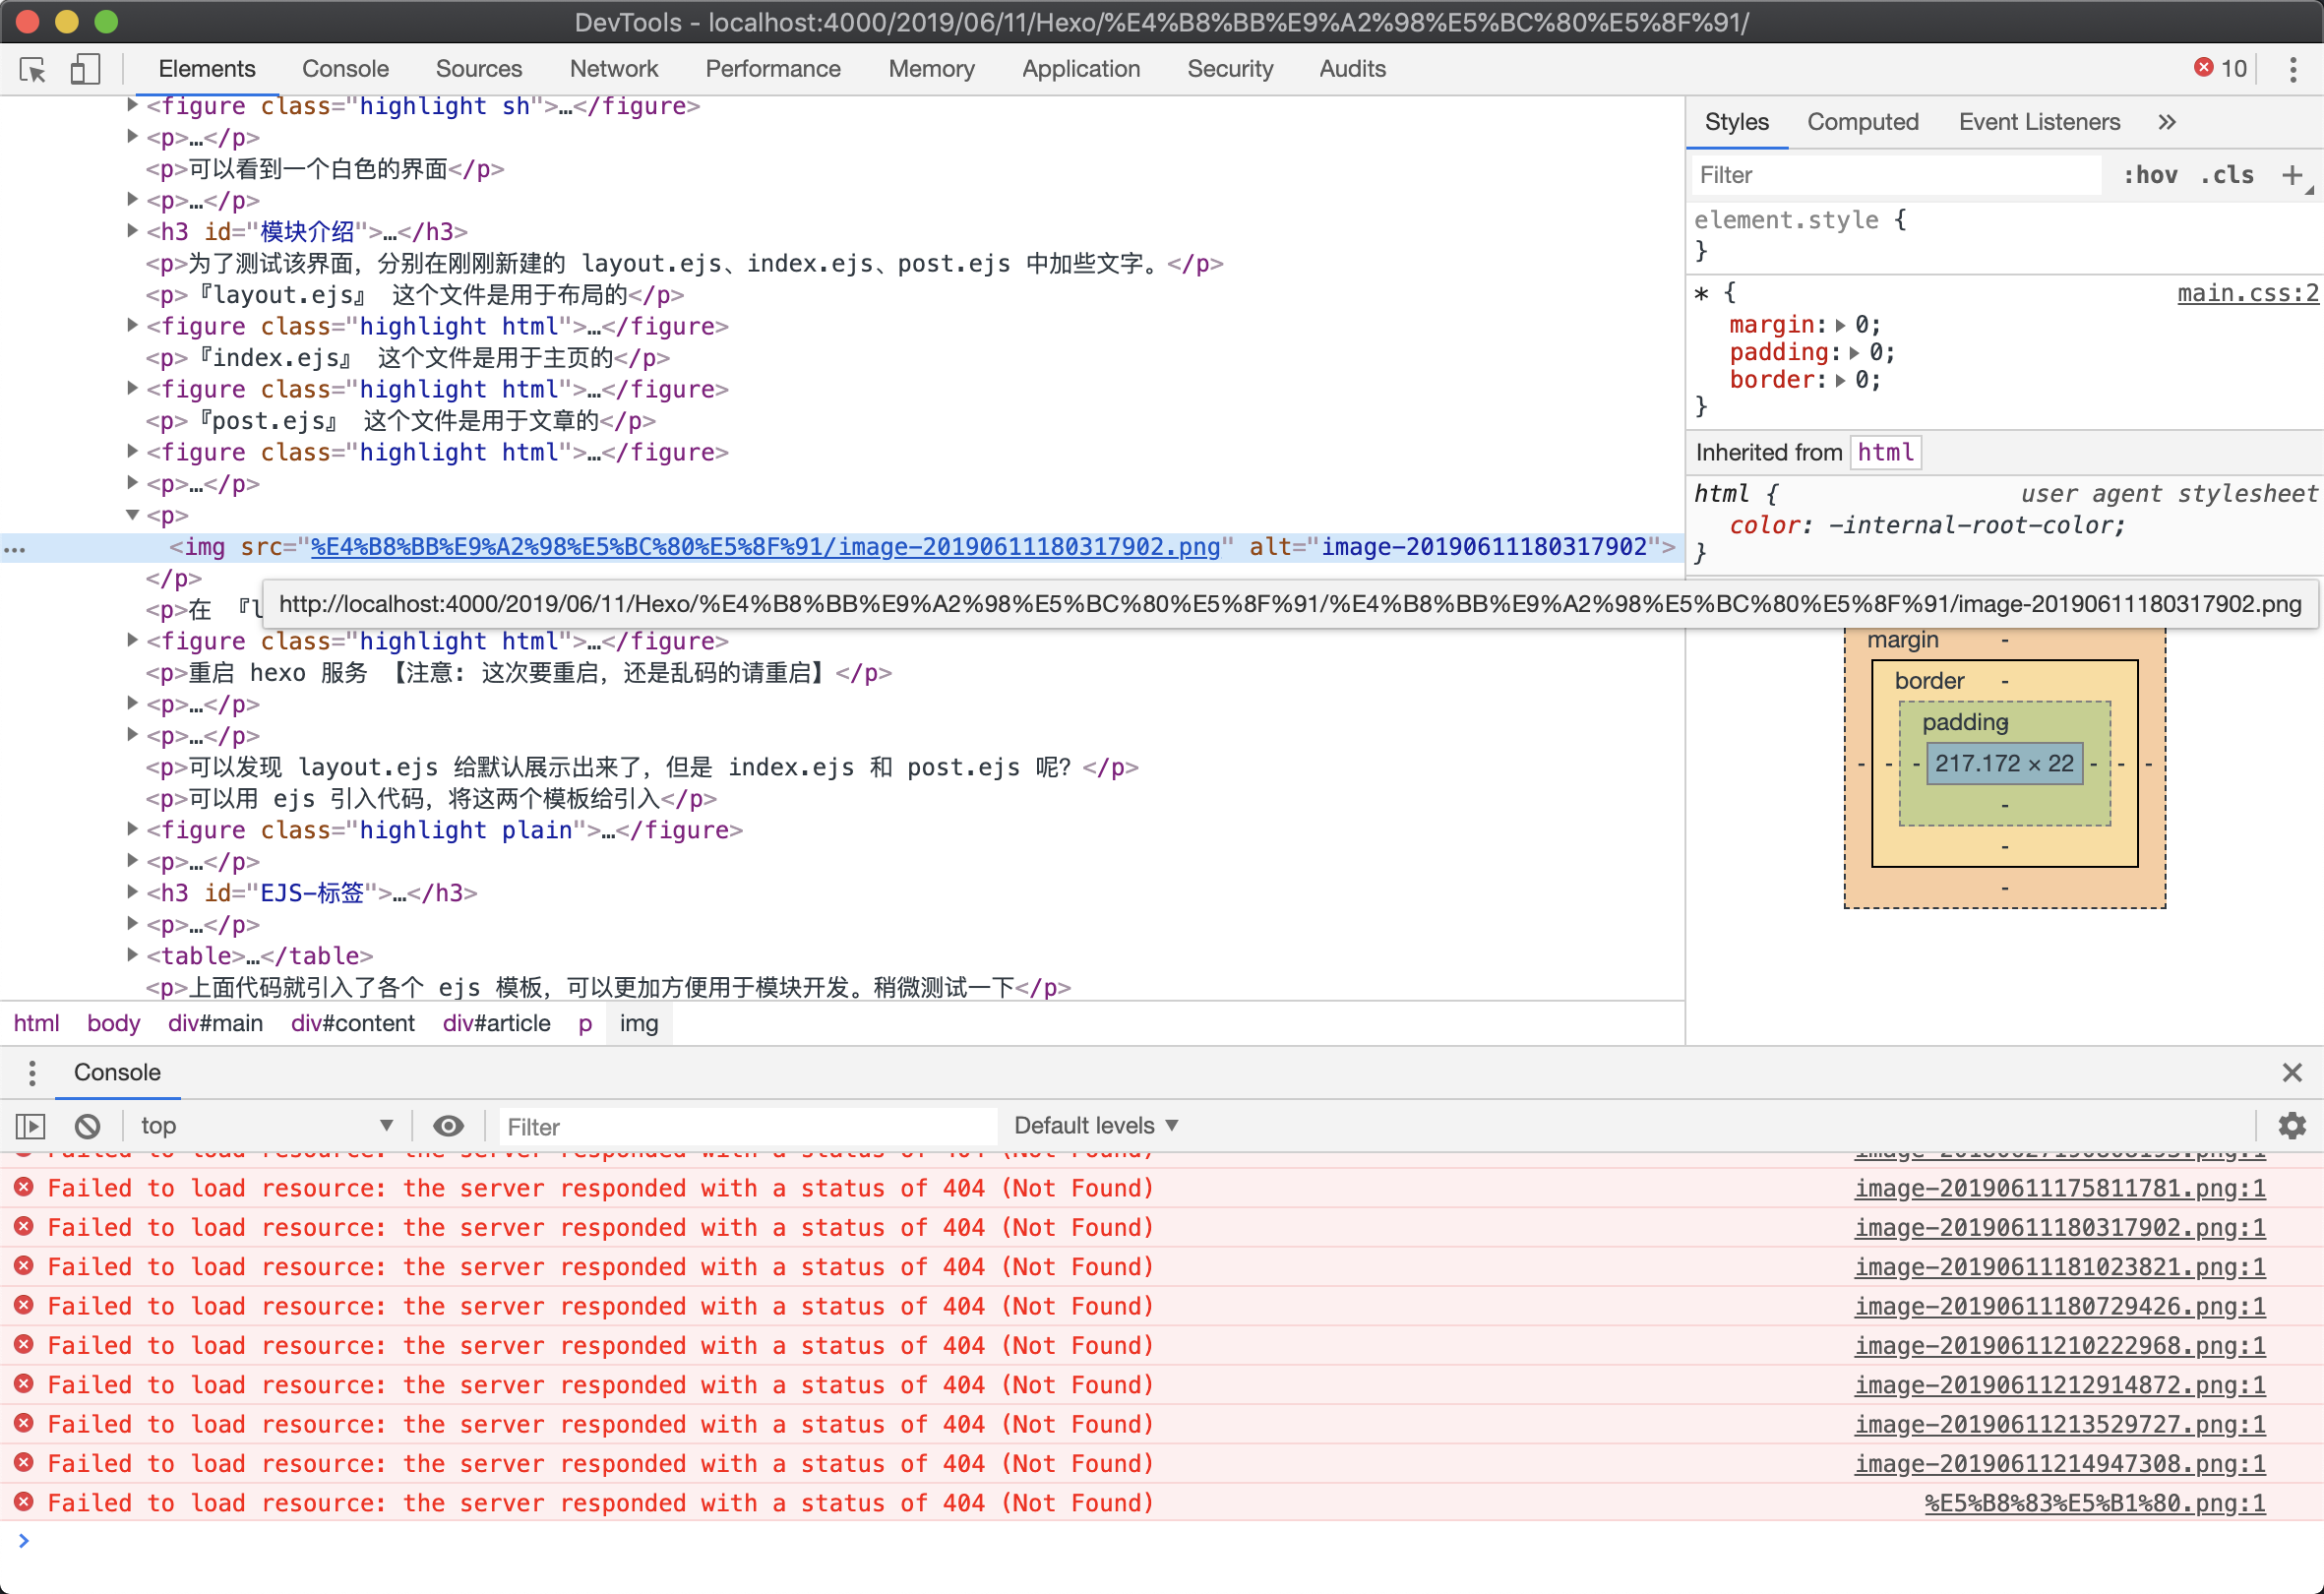 DevTools - localhost:4000/2019/06/11/Hexo/%E4%B8%BB%E9%A2%98%E5%BC%80%E5%8F%91/
Elements Console Sources Network Performance Memory Application Security Audits 10
<figure class="highlight sh">…</figure>
<p>…</p>
<p>可以看到一个白色的界面</p>
<p>…</p>
<h3 id="模块介绍">…</h3>
<p>为了测试该界面，分别在刚刚新建的 layout.ejs、index.ejs、post.ejs 中加些文字。</p>
<p>『layout.ejs』 这个文件是用于布局的</p>
<figure class="highlight html">…</figure>
<p>『index.ejs』 这个文件是用于主页的</p>
<figure class="highlight html">…</figure>
<p>『post.ejs』 这个文件是用于文章的</p>
<figure class="highlight html">…</figure>
<p>…</p>
<p>
… <img src="%E4%B8%BB%E9%A2%98%E5%BC%80%E5%8F%91/image-20190611180317902.png" alt="image-20190611180317902">
</p>
<p>在 『l
http://localhost:4000/2019/06/11/Hexo/%E4%B8%BB%E9%A2%98%E5%BC%80%E5%8F%91/%E4%B8%BB%E9%A2%98%E5%BC%80%E5%8F%91/image-20190611180317902.png
<figure class="highlight html">…</figure>
<p>重启 hexo 服务 【注意: 这次要重启，还是乱码的请重启】</p>
<p>…</p>
<p>…</p>
<p>可以发现 layout.ejs 给默认展示出来了，但是 index.ejs 和 post.ejs 呢？</p>
<p>可以用 ejs 引入代码，将这两个模板给引入</p>
<figure class="highlight plain">…</figure>
<p>…</p>
<h3 id="EJS-标签">…</h3>
<p>…</p>
<table>…</table>
<p>上面代码就引入了各个 ejs 模板，可以更加方便用于模块开发。稍微测试一下</p>
html body div#main div#content div#article p img
Styles Computed Event Listeners »
Filter :hov .cls +
element.style {
}
* { main.css:2
margin: 0;
padding: 0;
border: 0;
}
Inherited from html
html { user agent stylesheet
color: -internal-root-color;
}
margin -
border -
padding -
- - - 217.172 × 22 - - -
-
-
-
Console
top Filter Default levels
Failed to load resource: the server responded with a status of 404 (Not Found)
Failed to load resource: the server responded with a status of 404 (Not Found) image-20190611175811781.png:1
Failed to load resource: the server responded with a status of 404 (Not Found) image-20190611180317902.png:1
Failed to load resource: the server responded with a status of 404 (Not Found) image-20190611181023821.png:1
Failed to load resource: the server responded with a status of 404 (Not Found) image-20190611180729426.png:1
Failed to load resource: the server responded with a status of 404 (Not Found) image-20190611210222968.png:1
Failed to load resource: the server responded with a status of 404 (Not Found) image-20190611212914872.png:1
Failed to load resource: the server responded with a status of 404 (Not Found) image-20190611213529727.png:1
Failed to load resource: the server responded with a status of 404 (Not Found) image-20190611214947308.png:1
Failed to load resource: the server responded with a status of 404 (Not Found) %E5%B8%83%E5%B1%80.png:1